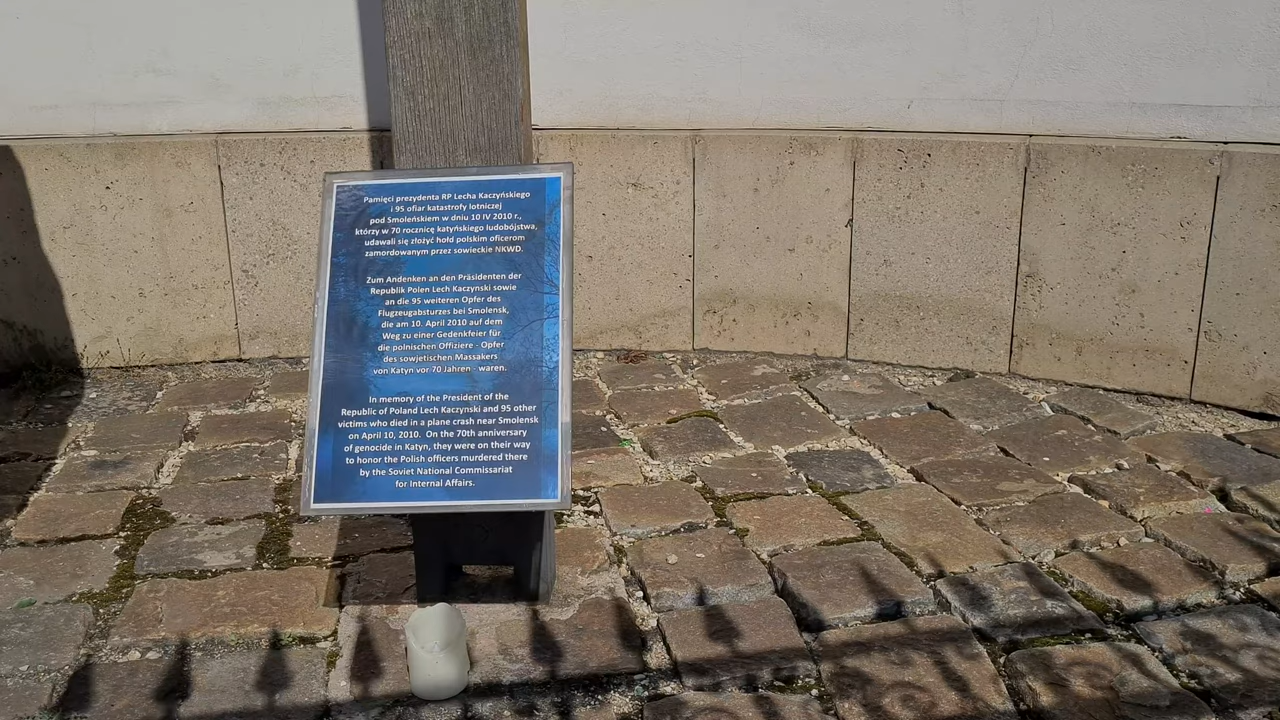 Pamięci prezydenta RP Lecha Kaczyńskiego
i 95 ofiar katastrofy lotniczej
pod Smoleńskiem w dniu 10 IV 2010 r.,
którzy w 70 rocznicę katyńskiego ludobójstwa,
udawali się złożyć hołd polskim oficerom
zamordowanym przez sowieckie NKWD.
Zum Andenken an den Präsidenten der
Republik Polen Lech Kaczynski sowie
an die 95 weiteren Opfer des
Flugzeugabsturzes bei Smolensk,
die am 10. April 2010 auf dem
Weg zu einer Gedenkfeier für
die polnischen Offiziere - Opfer
des sowjetischen Massakers
von Katyn vor 70 Jahren - waren.
In memory of the President of the
Republic of Poland Lech Kaczynski and 95 other
victims who died in a plane crash near Smolensk
on April 10, 2010. On the 70th anniversary
of genocide in Katyn, they were on their way
to honor the Polish officers murdered there
by the Soviet National Commissariat
for Internal Affairs.